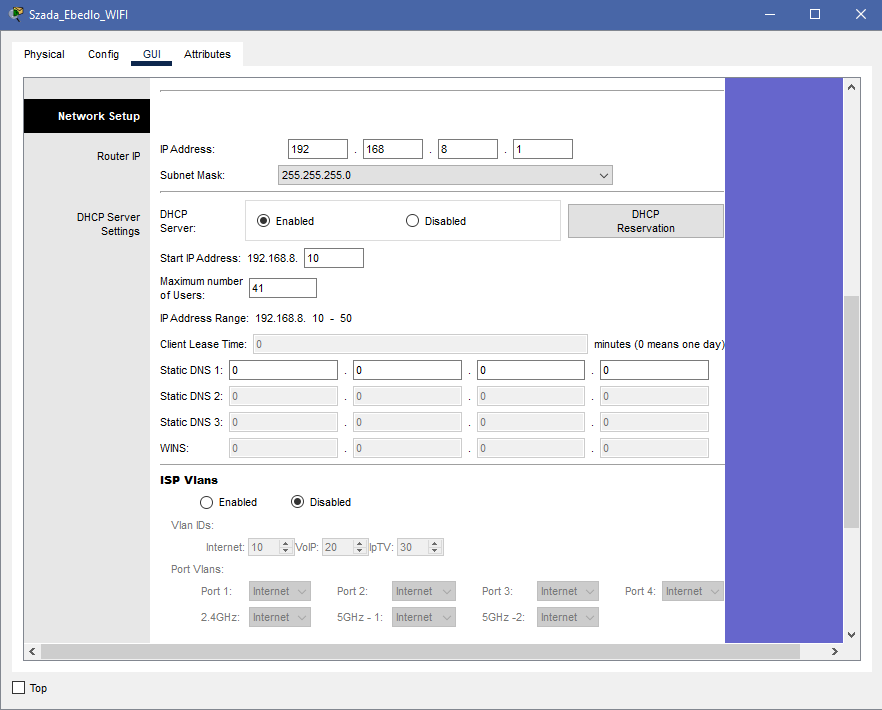 Szada_Ebedlo_WIFI
Physical Config GUI Attributes
Network Setup
Router IP
IP Address: 192 . 168 . 8 . 1
Subnet Mask: 255.255.255.0
DHCP Server Settings
DHCP Server: Enabled Disabled DHCP Reservation
Start IP Address: 192.168.8. 10
Maximum number of Users: 41
IP Address Range: 192.168.8. 10 - 50
Client Lease Time: 0 minutes (0 means one day)
Static DNS 1: 0 . 0 . 0 . 0
Static DNS 2: 0 . 0 . 0 . 0
Static DNS 3: 0 . 0 . 0 . 0
WINS: 0 . 0 . 0 . 0
ISP Vlans
Enabled Disabled
Vlan IDs:
Internet: 10 VoIP: 20 IpTV: 30
Port Vlans:
Port 1: Internet Port 2: Internet Port 3: Internet Port 4: Internet
2.4GHz: Internet 5GHz - 1: Internet 5GHz -2: Internet
Top